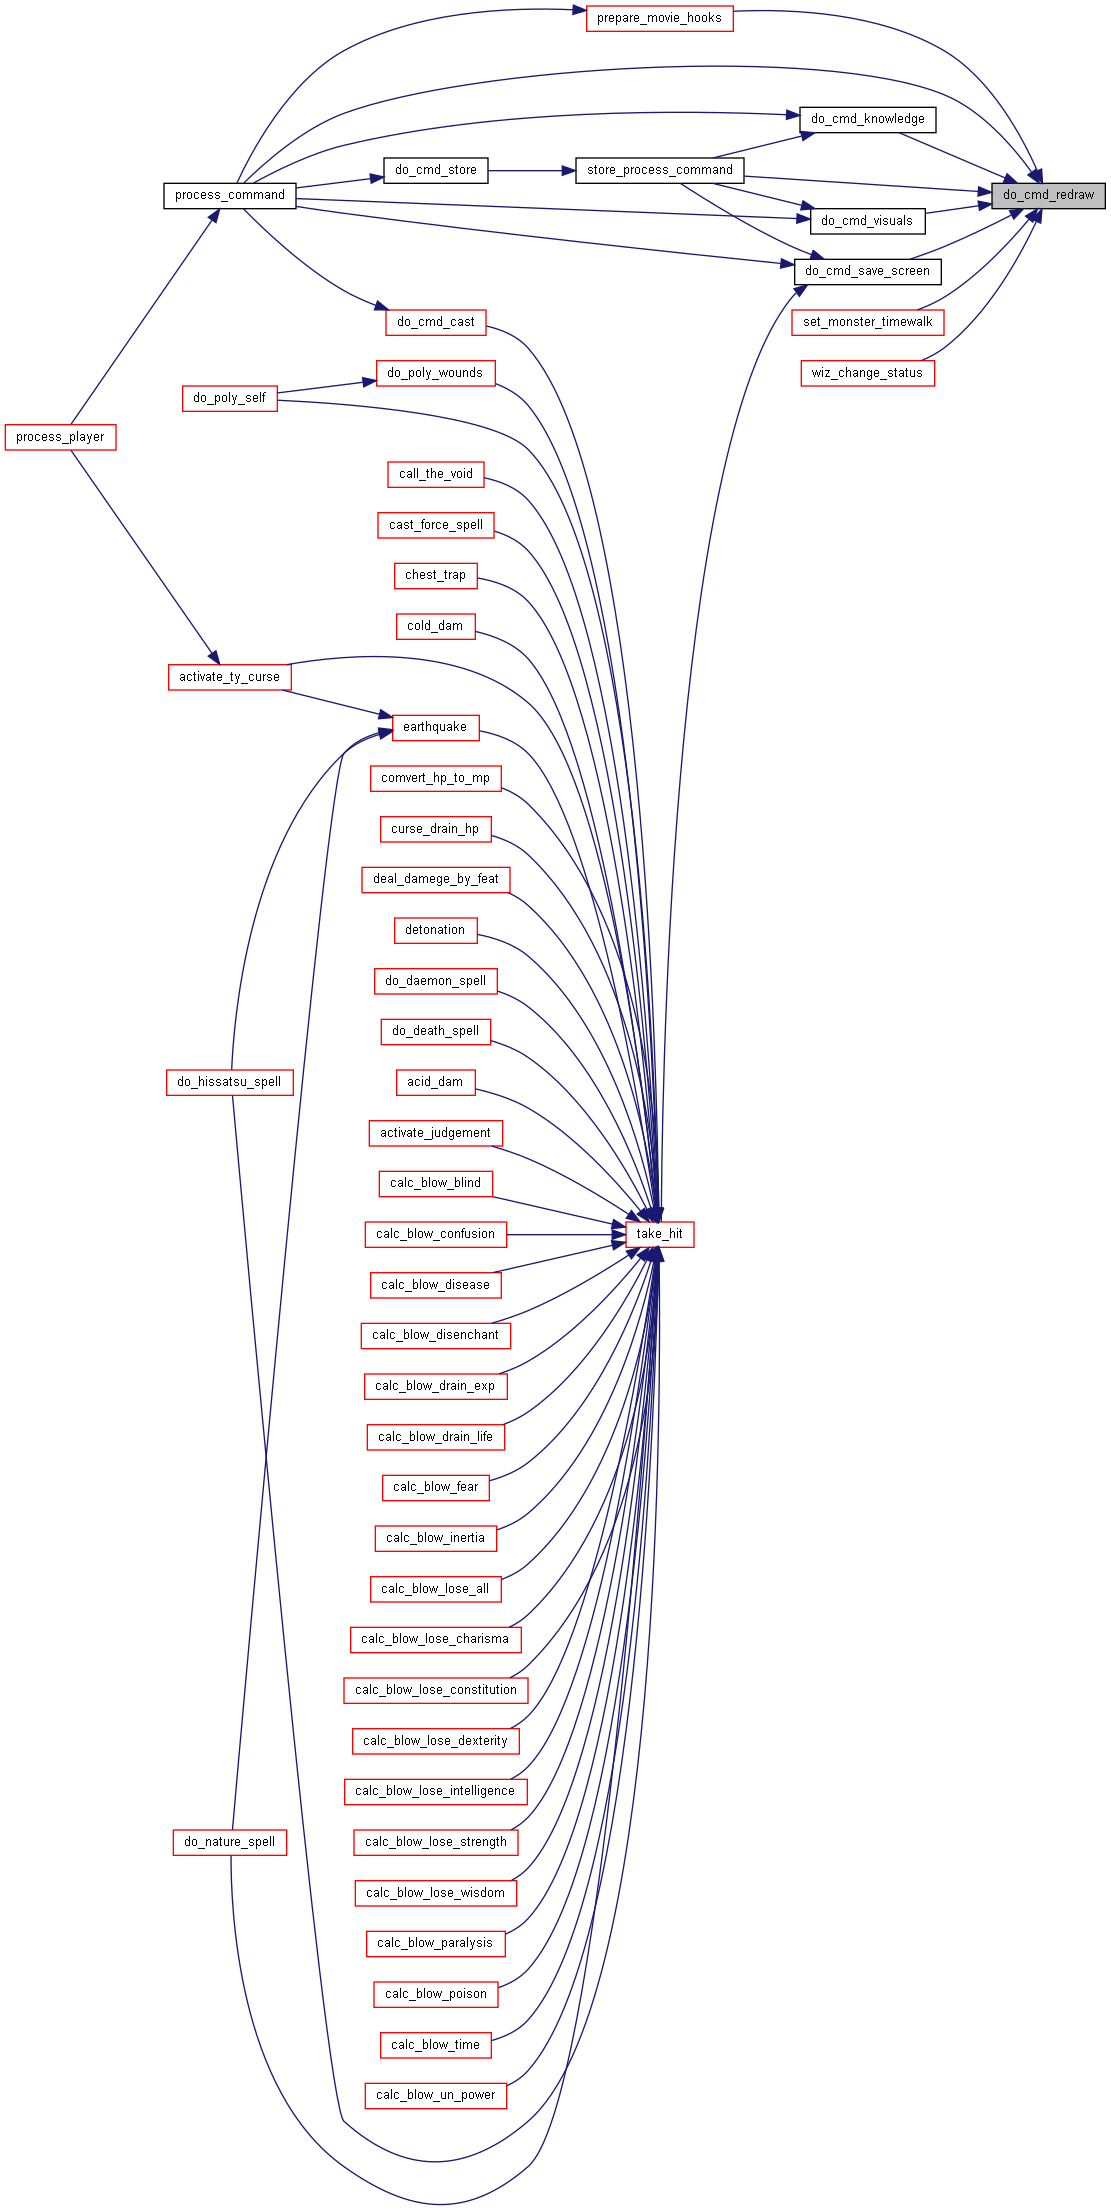 prepare_movie_hooks
do_cmd_knowledge
do_cmd_store
store_process_command
process_command
do_cmd_redraw
do_cmd_visuals
do_cmd_save_screen
do_cmd_cast
set_monster_timewalk
do_poly_wounds
wiz_change_status
do_poly_self
process_player
call_the_void
cast_force_spell
chest_trap
cold_dam
activate_ty_curse
earthquake
comvert_hp_to_mp
curse_drain_hp
deal_damege_by_feat
detonation
do_daemon_spell
do_death_spell
do_hissatsu_spell
acid_dam
activate_judgement
calc_blow_blind
calc_blow_confusion
take_hit
calc_blow_disease
calc_blow_disenchant
calc_blow_drain_exp
calc_blow_drain_life
calc_blow_fear
calc_blow_inertia
calc_blow_lose_all
calc_blow_lose_charisma
calc_blow_lose_constitution
calc_blow_lose_dexterity
calc_blow_lose_intelligence
do_nature_spell
calc_blow_lose_strength
calc_blow_lose_wisdom
calc_blow_paralysis
calc_blow_poison
calc_blow_time
calc_blow_un_power